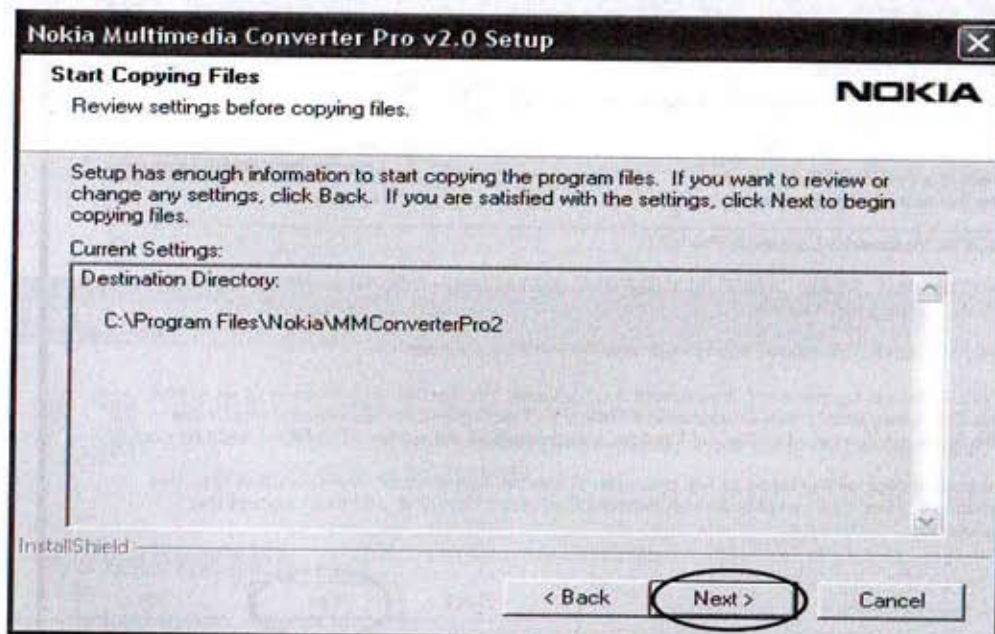 Nokia Multimedia Converter Pro v2.0 Setup
Start Copying Files
Review settings before copying files.
NOKIA
Setup has enough information to start copying the program files. If you want to review or
change any settings, click Back. If you are satisfied with the settings, click Next to begin
copying files.
Current Settings:
Destination Directory:
C:\Program Files\Nokia\MMConverterPro2
InstallShield
< Back
Next >
Cancel